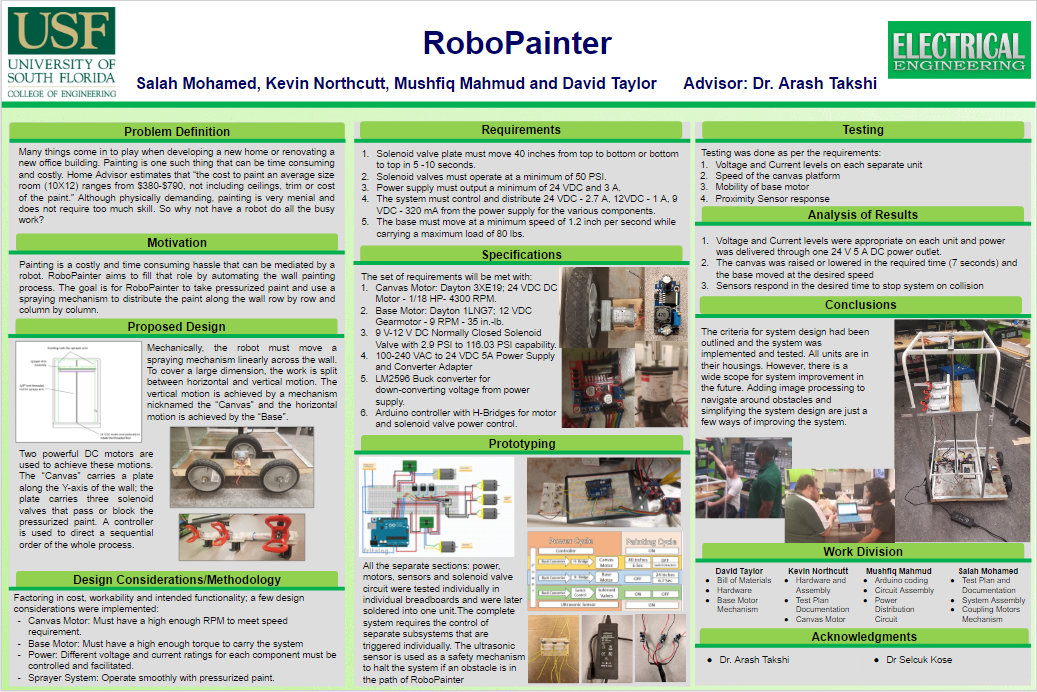 USF
UNIVERSITY OF
SOUTH FLORIDA
COLLEGE OF ENGINEERING
RoboPainter
Salah Mohamed, Kevin Northcutt, Mushfiq Mahmud and David Taylor Advisor: Dr. Arash Takshi
ELECTRICAL
ENGINEERING
Problem Definition
Many things come in to play when developing a new home or renovating a
new office building. Painting is one such thing that can be time consuming
and costly. Home Advisor estimates that “the cost to paint an average size
room (10X12) ranges from $380-$790, not including ceilings, trim or cost
of the paint.” Although physically demanding, painting is very menial and
does not require too much skill. So why not have a robot do all the busy
work?
Motivation
Painting is a costly and time consuming hassle that can be mediated by a
robot. RoboPainter aims to fill that role by automating the wall painting
process. The goal is for RoboPainter to take pressurized paint and use a
spraying mechanism to distribute the paint along the wall row by row and
column by column.
Proposed Design
Mechanically, the robot must move a
spraying mechanism linearly across the wall.
To cover a large dimension, the work is split
between horizontal and vertical motion. The
vertical motion is achieved by a mechanism
nicknamed the “Canvas” and the horizontal
motion is achieved by the “Base”.
Two powerful DC motors are
used to achieve these motions.
The “Canvas” carries a plate
along the Y-axis of the wall; the
plate carries three solenoid
valves that pass or block the
pressurized paint. A controller
is used to direct a sequential
order of the whole process.
Design Considerations/Methodology
Factoring in cost, workability and intended functionality; a few design
considerations were implemented:
- Canvas Motor: Must have a high enough RPM to meet speed
requirement.
- Base Motor: Must have a high enough torque to carry the system
- Power: Different voltage and current ratings for each component must be
controlled and facilitated.
- Sprayer System: Operate smoothly with pressurized paint.
Requirements
1. Solenoid valve plate must move 40 inches from top to bottom or bottom
to top in 5 -10 seconds.
2. Solenoid valves must operate at a minimum of 50 PSI.
3. Power supply must output a minimum of 24 VDC and 3 A.
4. The system must control and distribute 24 VDC - 2.7 A, 12VDC - 1 A, 9
VDC - 320 mA from the power supply for the various components.
5. The base must move at a minimum speed of 1.2 inch per second while
carrying a maximum load of 80 lbs.
Specifications
The set of requirements will be met with:
1. Canvas Motor: Dayton 3XE19; 24 VDC DC
Motor - 1/18 HP- 4300 RPM.
2. Base Motor: Dayton 1LNG7; 12 VDC
Gearmotor - 9 RPM - 35 in.-lb.
3. 9 V-12 V DC Normally Closed Solenoid
Valve with 2.9 PSI to 116.03 PSI capability.
4. 100-240 VAC to 24 VDC 5A Power Supply
and Converter Adapter
5. LM2596 Buck converter for
down-converting voltage from power
supply.
6. Arduino controller with H-Bridges for motor
and solenoid valve power control.
Prototyping
fritzing
Power Cycle
Painting Cycle
Controller
ON
Canvas
Motor
OFF
Base
Motor
OFF
Solenoid
Valves
ON
OFF
Ultrasonic Sensor
ON
All the separate sections: power,
motors, sensors and solenoid valve
circuit were tested individually in
individual breadboards and were later
soldered into one unit.The complete
system requires the control of
separate subsystems that are
triggered individually. The ultrasonic
sensor is used as a safety mechanism
to halt the system if an obstacle is in
the path of RoboPainter
Testing
Testing was done as per the requirements:
1. Voltage and Current levels on each separate unit
2. Speed of the canvas platform
3. Mobility of base motor
4. Proximity Sensor response
Analysis of Results
1. Voltage and Current levels were appropriate on each unit and power
was delivered through one 24 V 5 A DC power outlet.
2. The canvas was raised or lowered in the required time (7 seconds) and
the base moved at the desired speed
3. Sensors respond in the desired time to stop system on collision
Conclusions
The criteria for system design had been
outlined and the system was
implemented and tested. All units are in
their housings. However, there is a
wide scope for system improvement in
the future. Adding image processing to
navigate around obstacles and
simplifying the system design are just a
few ways of improving the system.
Work Division
David Taylor
● Bill of Materials
● Hardware
● Base Motor
Mechanism
Kevin Northcutt
● Hardware and
Assembly
● Test Plan
Documentation
● Canvas Motor
Mushfiq Mahmud
● Arduino coding
● Circuit Assembly
● Power
Distribution
Circuit
Salah Mohamed
● Test Plan and
Documentation
● System Assembly
● Coupling Motors
Mechanism
Acknowledgments
● Dr. Arash Takshi
● Dr Selcuk Kose